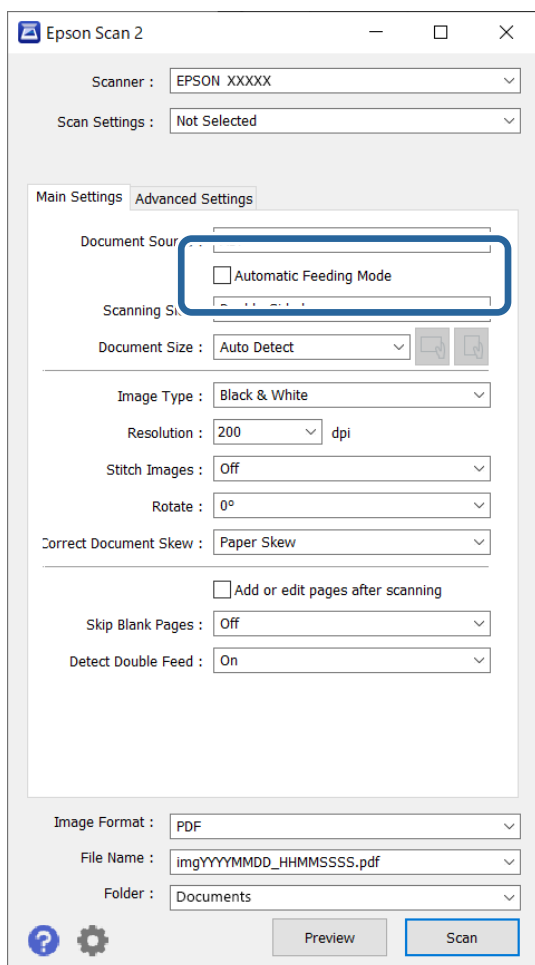 Epson Scan 2
Scanner : EPSON XXXXX
Scan Settings : Not Selected
Main Settings Advanced Settings
Document
Automatic Feeding Mode
Scanning
Document Size : Auto Detect
Image Type : Black & White
Resolution : 200 dpi
Stitch Images : Off
Rotate : 0°
Correct Document Skew : Paper Skew
Add or edit pages after scanning
Skip Blank Pages : Off
Detect Double Feed : On
Image Format : PDF
File Name : imgYYYYMMDD_HHMMSSSS.pdf
Folder : Documents
? Preview Scan